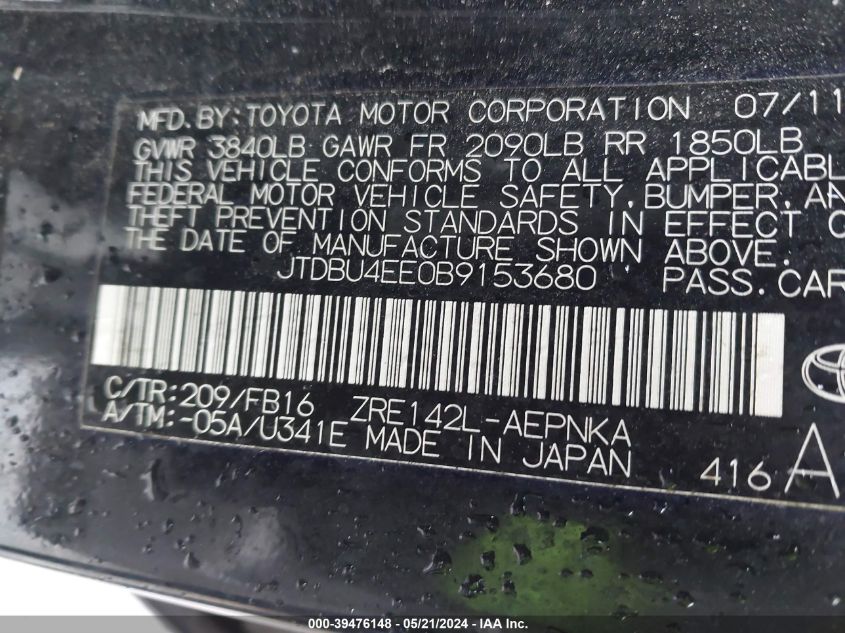 MFD. BY: TOYOTA MOTOR CORPORATION 07/11
GVWR 3840LB GAWR FR 2090LB RR 1850LB
THIS VEHICLE CONFORMS TO ALL APPLICABL
FEDERAL MOTOR VEHICLE SAFETY, BUMPER, AN
THEFT PREVENTION STANDARDS IN EFFECT O
THE DATE OF MANUFACTURE SHOWN ABOVE.
JTDBU4EE0B9153680 PASS. CAR
C/TR: 209/FB16 ZRE142L-AEPNKA
A/TM: -05A/U341E MADE IN JAPAN 416 A
000-39476148 - 05/21/2024 - IAA Inc.